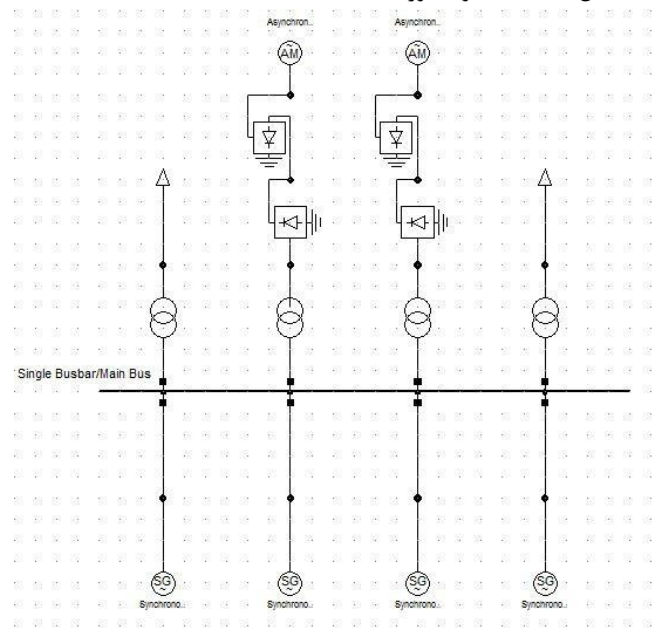 Asynchron.. Asynchron..
AM AM
Single Busbar/Main Bus
SG SG SG SG
Synchrono.. Synchrono.. Synchrono.. Synchrono..